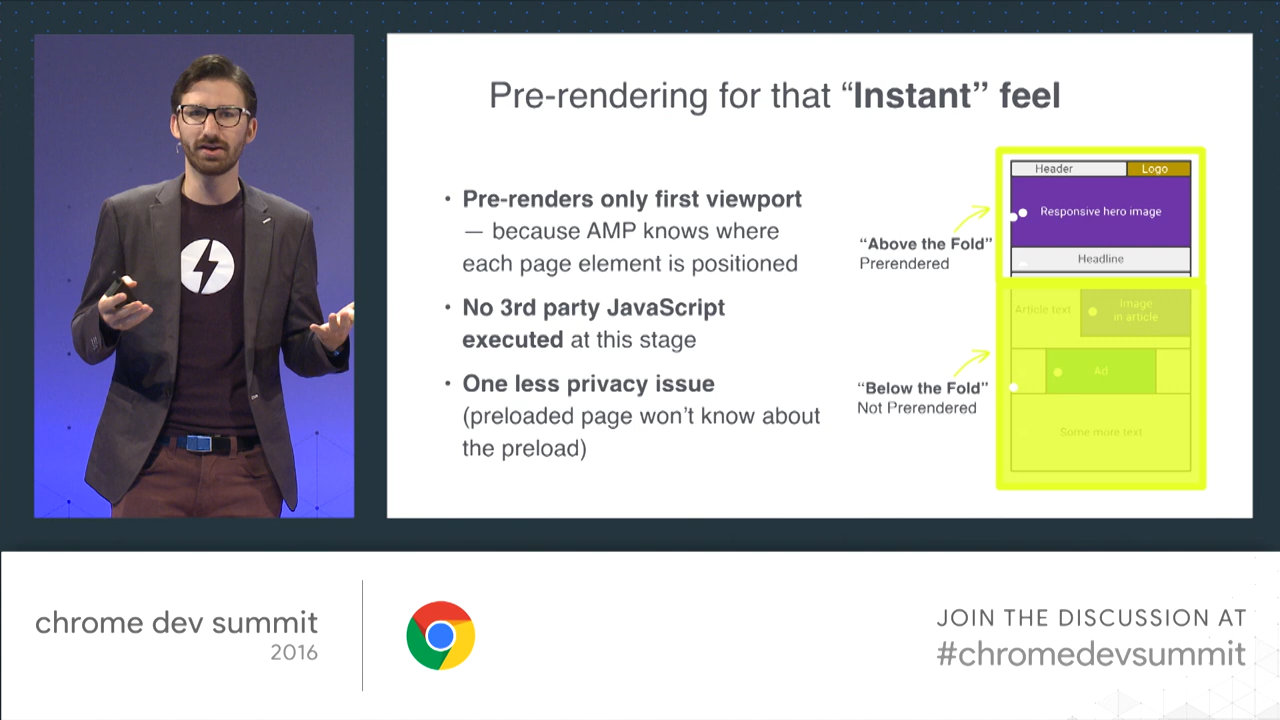 Pre-rendering for that “Instant” feel
• Pre-renders only first viewport
— because AMP knows where
each page element is positioned
• No 3rd party JavaScript
executed at this stage
• One less privacy issue
(preloaded page won’t know about
the preload)
“Above the Fold”
Prerendered
“Below the Fold”
Not Prerendered
Header
Logo
Responsive hero image
Headline
Article text
Image
in article
Ad
Some more text
chrome dev summit
2016
JOIN THE DISCUSSION AT
#chromedevsummit